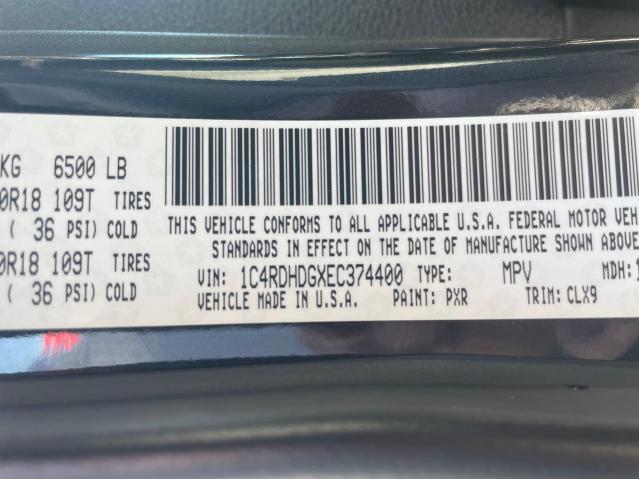 KG 6500 LB
0R18 109T TIRES
( 36 PSI) COLD
0R18 109T TIRES
( 36 PSI) COLD
THIS VEHICLE CONFORMS TO ALL APPLICABLE U.S.A. FEDERAL MOTOR VEHI
STANDARDS IN EFFECT ON THE DATE OF MANUFACTURE SHOWN ABOVE
VIN: 1C4RDHDGXEC374400 TYPE: MPV MDH: 1
VEHICLE MADE IN U.S.A. PAINT: PXR TRIM: CLX9